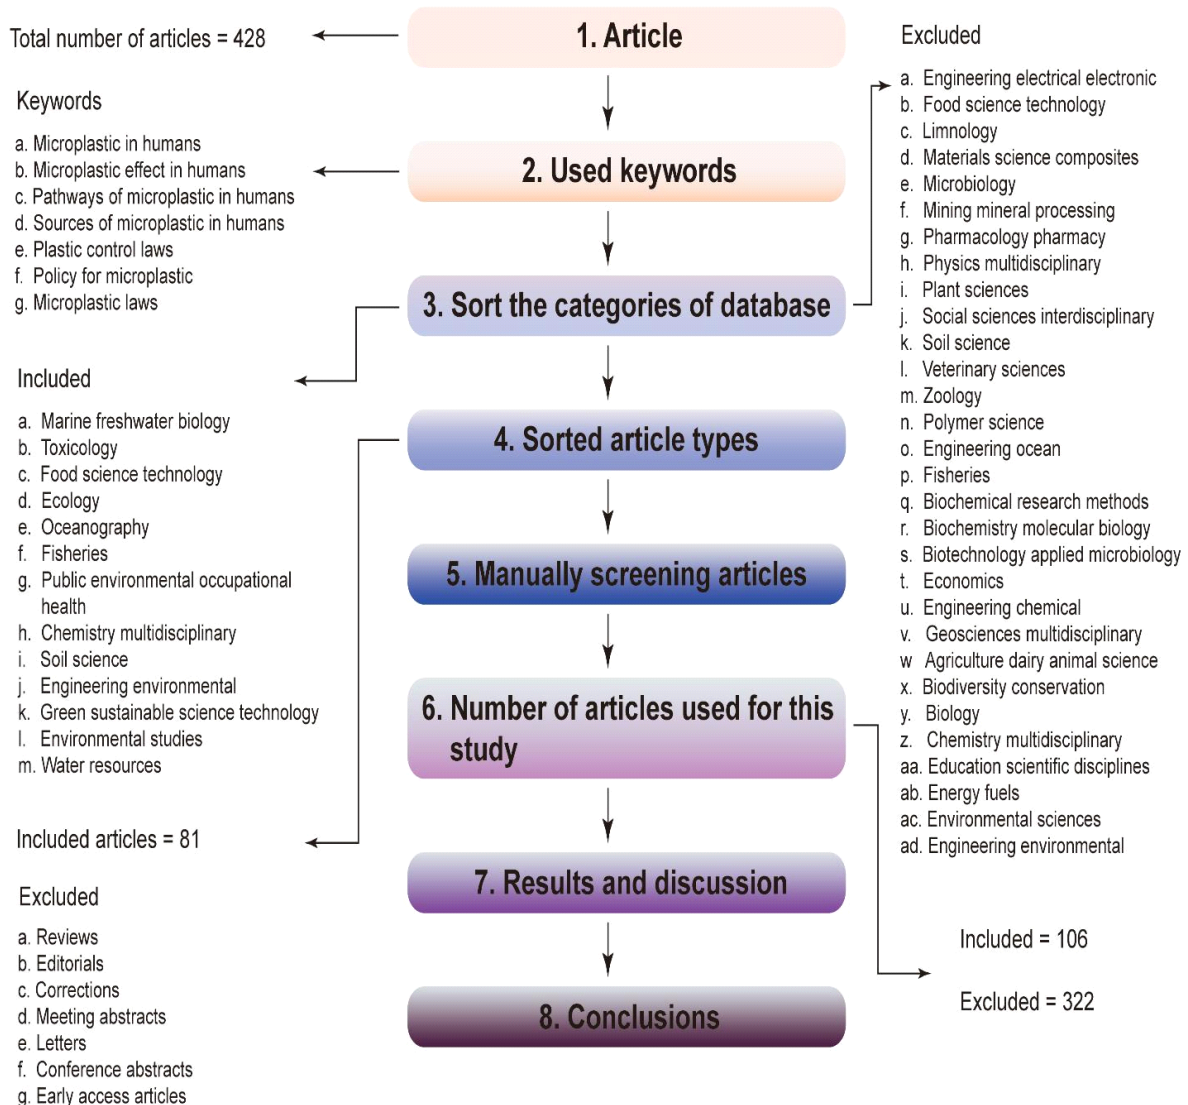 Total number of articles = 428
Keywords
a. Microplastic in humans
b. Microplastic effect in humans
c. Pathways of microplastic in humans
d. Sources of microplastic in humans
e. Plastic control laws
f. Policy for microplastic
g. Microplastic laws
Included
a. Marine freshwater biology
b. Toxicology
c. Food science technology
d. Ecology
e. Oceanography
f. Fisheries
g. Public environmental occupational
health
h. Chemistry multidisciplinary
i. Soil science
j. Engineering environmental
k. Green sustainable science technology
l. Environmental studies
m. Water resources
Included articles = 81
Excluded
a. Reviews
b. Editorials
c. Corrections
d. Meeting abstracts
e. Letters
f. Conference abstracts
g. Early access articles
1. Article
2. Used keywords
3. Sort the categories of database
4. Sorted article types
5. Manually screening articles
6. Number of articles used for this
study
7. Results and discussion
8. Conclusions
Excluded
a. Engineering electrical electronic
b. Food science technology
c. Limnology
d. Materials science composites
e. Microbiology
f. Mining mineral processing
g. Pharmacology pharmacy
h. Physics multidisciplinary
i. Plant sciences
j. Social sciences interdisciplinary
k. Soil science
l. Veterinary sciences
m. Zoology
n. Polymer science
o. Engineering ocean
p. Fisheries
q. Biochemical research methods
r. Biochemistry molecular biology
s. Biotechnology applied microbiology
t. Economics
u. Engineering chemical
v. Geosciences multidisciplinary
w Agriculture dairy animal science
x. Biodiversity conservation
y. Biology
z. Chemistry multidisciplinary
aa. Education scientific disciplines
ab. Energy fuels
ac. Environmental sciences
ad. Engineering environmental
Included = 106
Excluded = 322